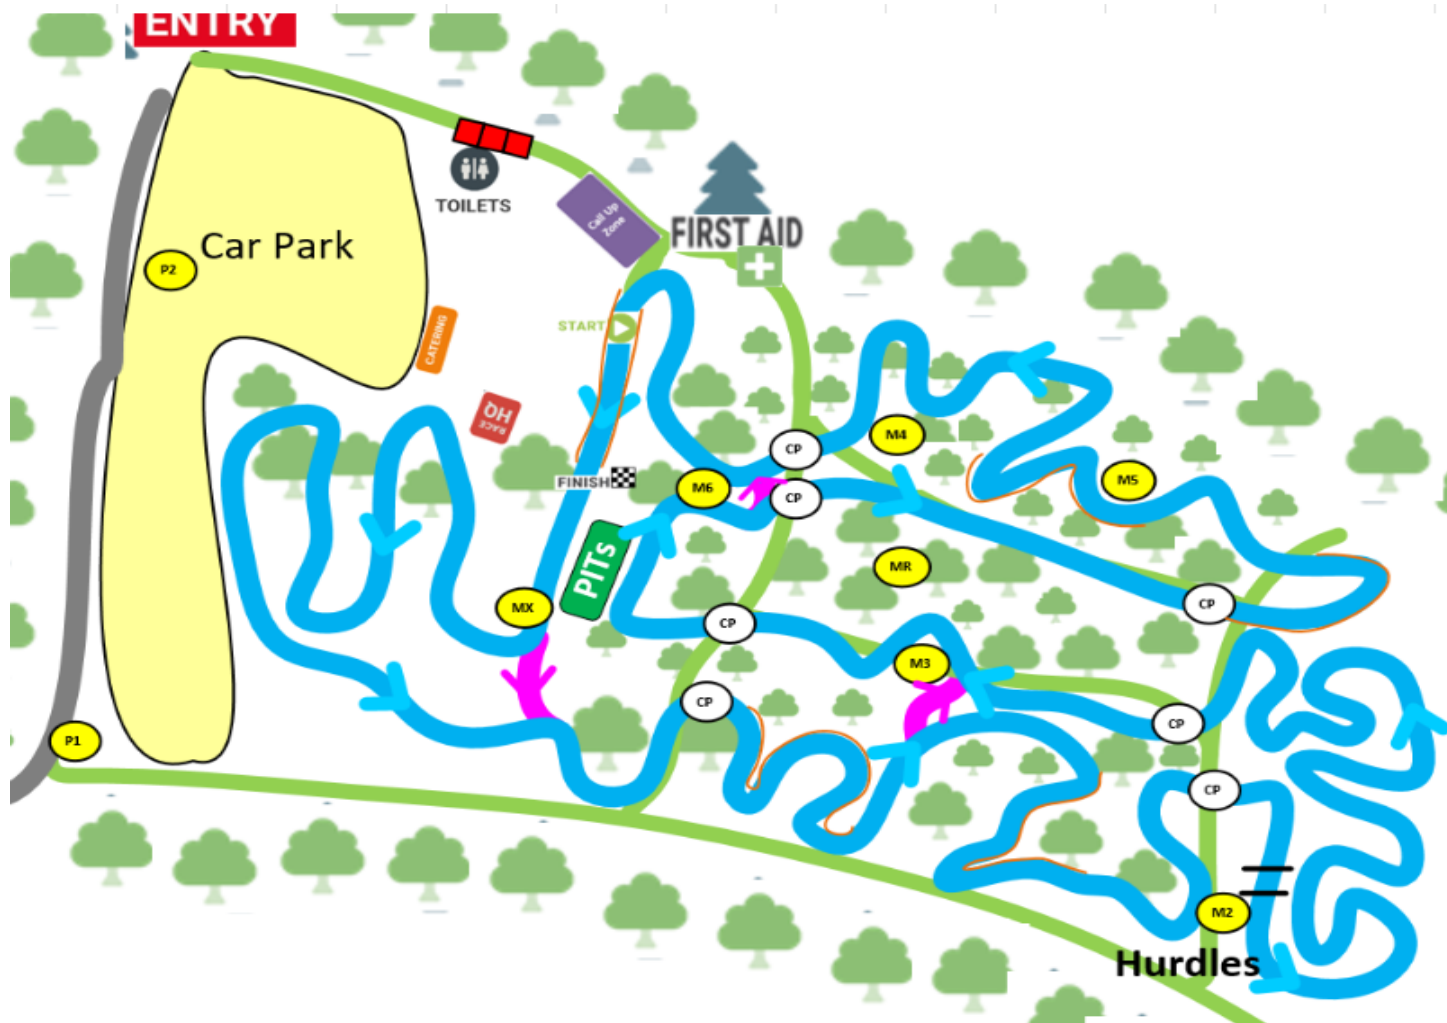 ENTRY
TOILETS
Call Up
Zone
FIRST AID
Car Park
P2
START
CATERING
RACE
HQ
CP
M4
M5
FINISH
M6
CP
PITs
MR
MX
CP
CP
M3
CP
CP
P1
CP
M2
Hurdles